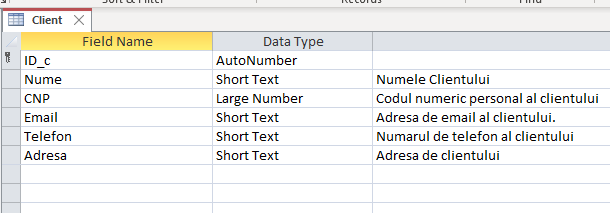 Sort & Filter Records Find
Client
Field Name Data Type
ID_c AutoNumber
Nume Short Text Numele Clientului
CNP Large Number Codul numeric personal al clientului
Email Short Text Adresa de email al clientului.
Telefon Short Text Numarul de telefon al clientului
Adresa Short Text Adresa de clientului